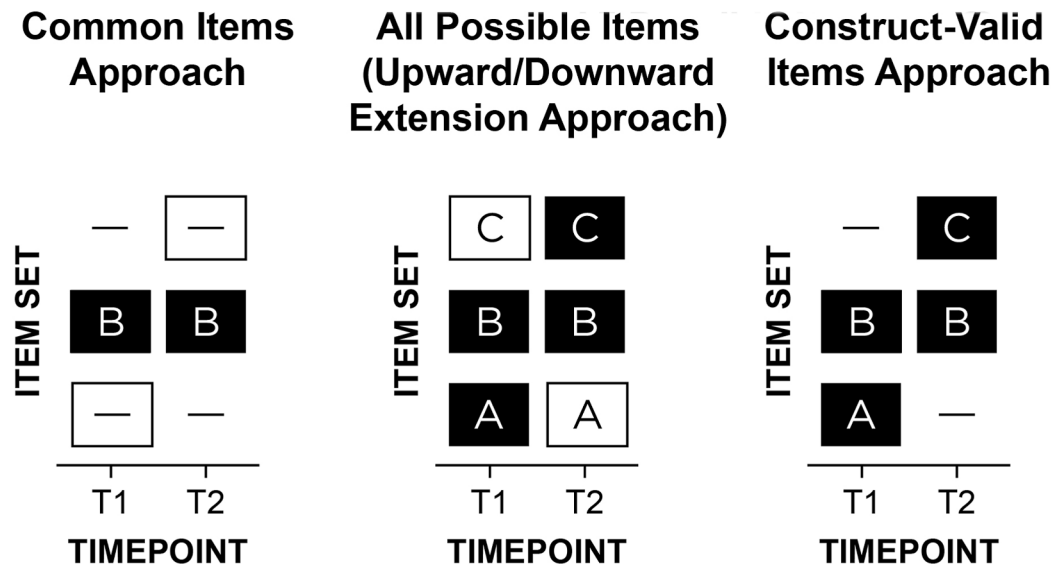 Common Items
Approach
All Possible Items
(Upward/Downward
Extension Approach)
Construct-Valid
Items Approach
ITEM SET
— —
B B
— —
T1 T2
TIMEPOINT
ITEM SET
C C
B B
A A
T1 T2
TIMEPOINT
ITEM SET
— C
B B
A —
T1 T2
TIMEPOINT